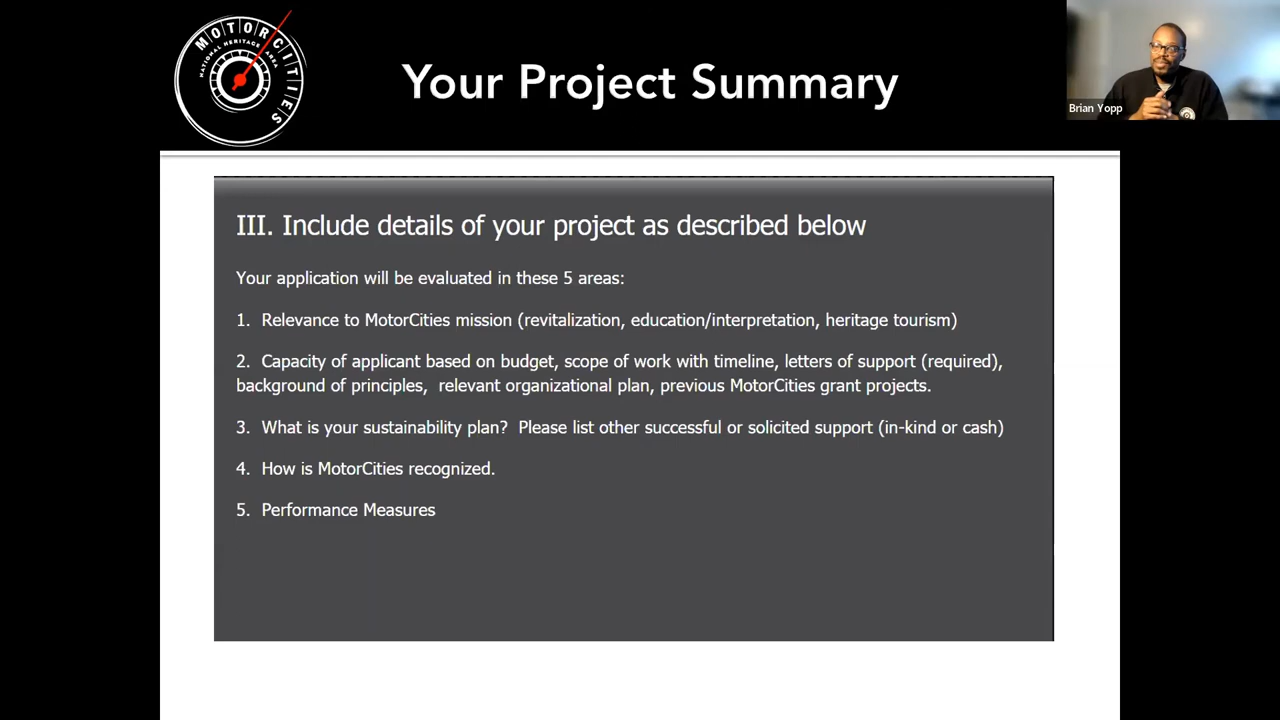 MOTORCITIES
NATIONAL HERITAGE AREA
Your Project Summary
Brian Yopp
III. Include details of your project as described below
Your application will be evaluated in these 5 areas:
1. Relevance to MotorCities mission (revitalization, education/interpretation, heritage tourism)
2. Capacity of applicant based on budget, scope of work with timeline, letters of support (required),
background of principles, relevant organizational plan, previous MotorCities grant projects.
3. What is your sustainability plan? Please list other successful or solicited support (in-kind or cash)
4. How is MotorCities recognized.
5. Performance Measures